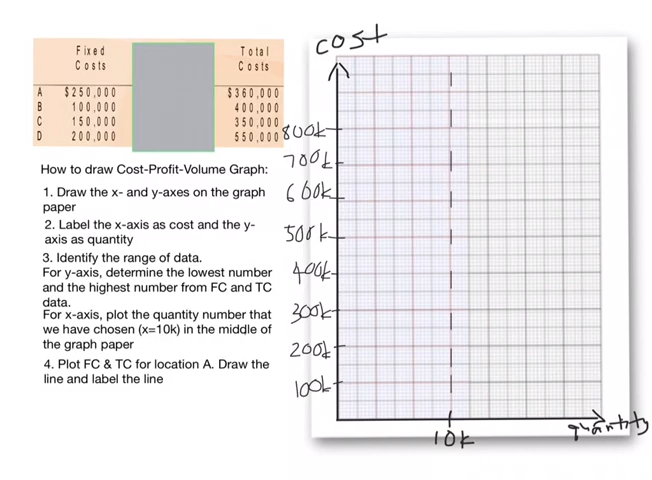 Fixed Total
Costs Costs
A $250,000 $360,000
B 100,000 400,000
C 150,000 350,000
D 200,000 550,000
How to draw Cost-Profit-Volume Graph:
1. Draw the x- and y-axes on the graph
paper
2. Label the x-axis as cost and the y-
axis as quantity
3. Identify the range of data.
For y-axis, determine the lowest number
and the highest number from FC and TC
data.
For x-axis, plot the quantity number that
we have chosen (x=10k) in the middle of
the graph paper
4. Plot FC & TC for location A. Draw the
line and label the line
cost
800k
700k
600k
500k
400k
300k
200k
100k
10k
quantity